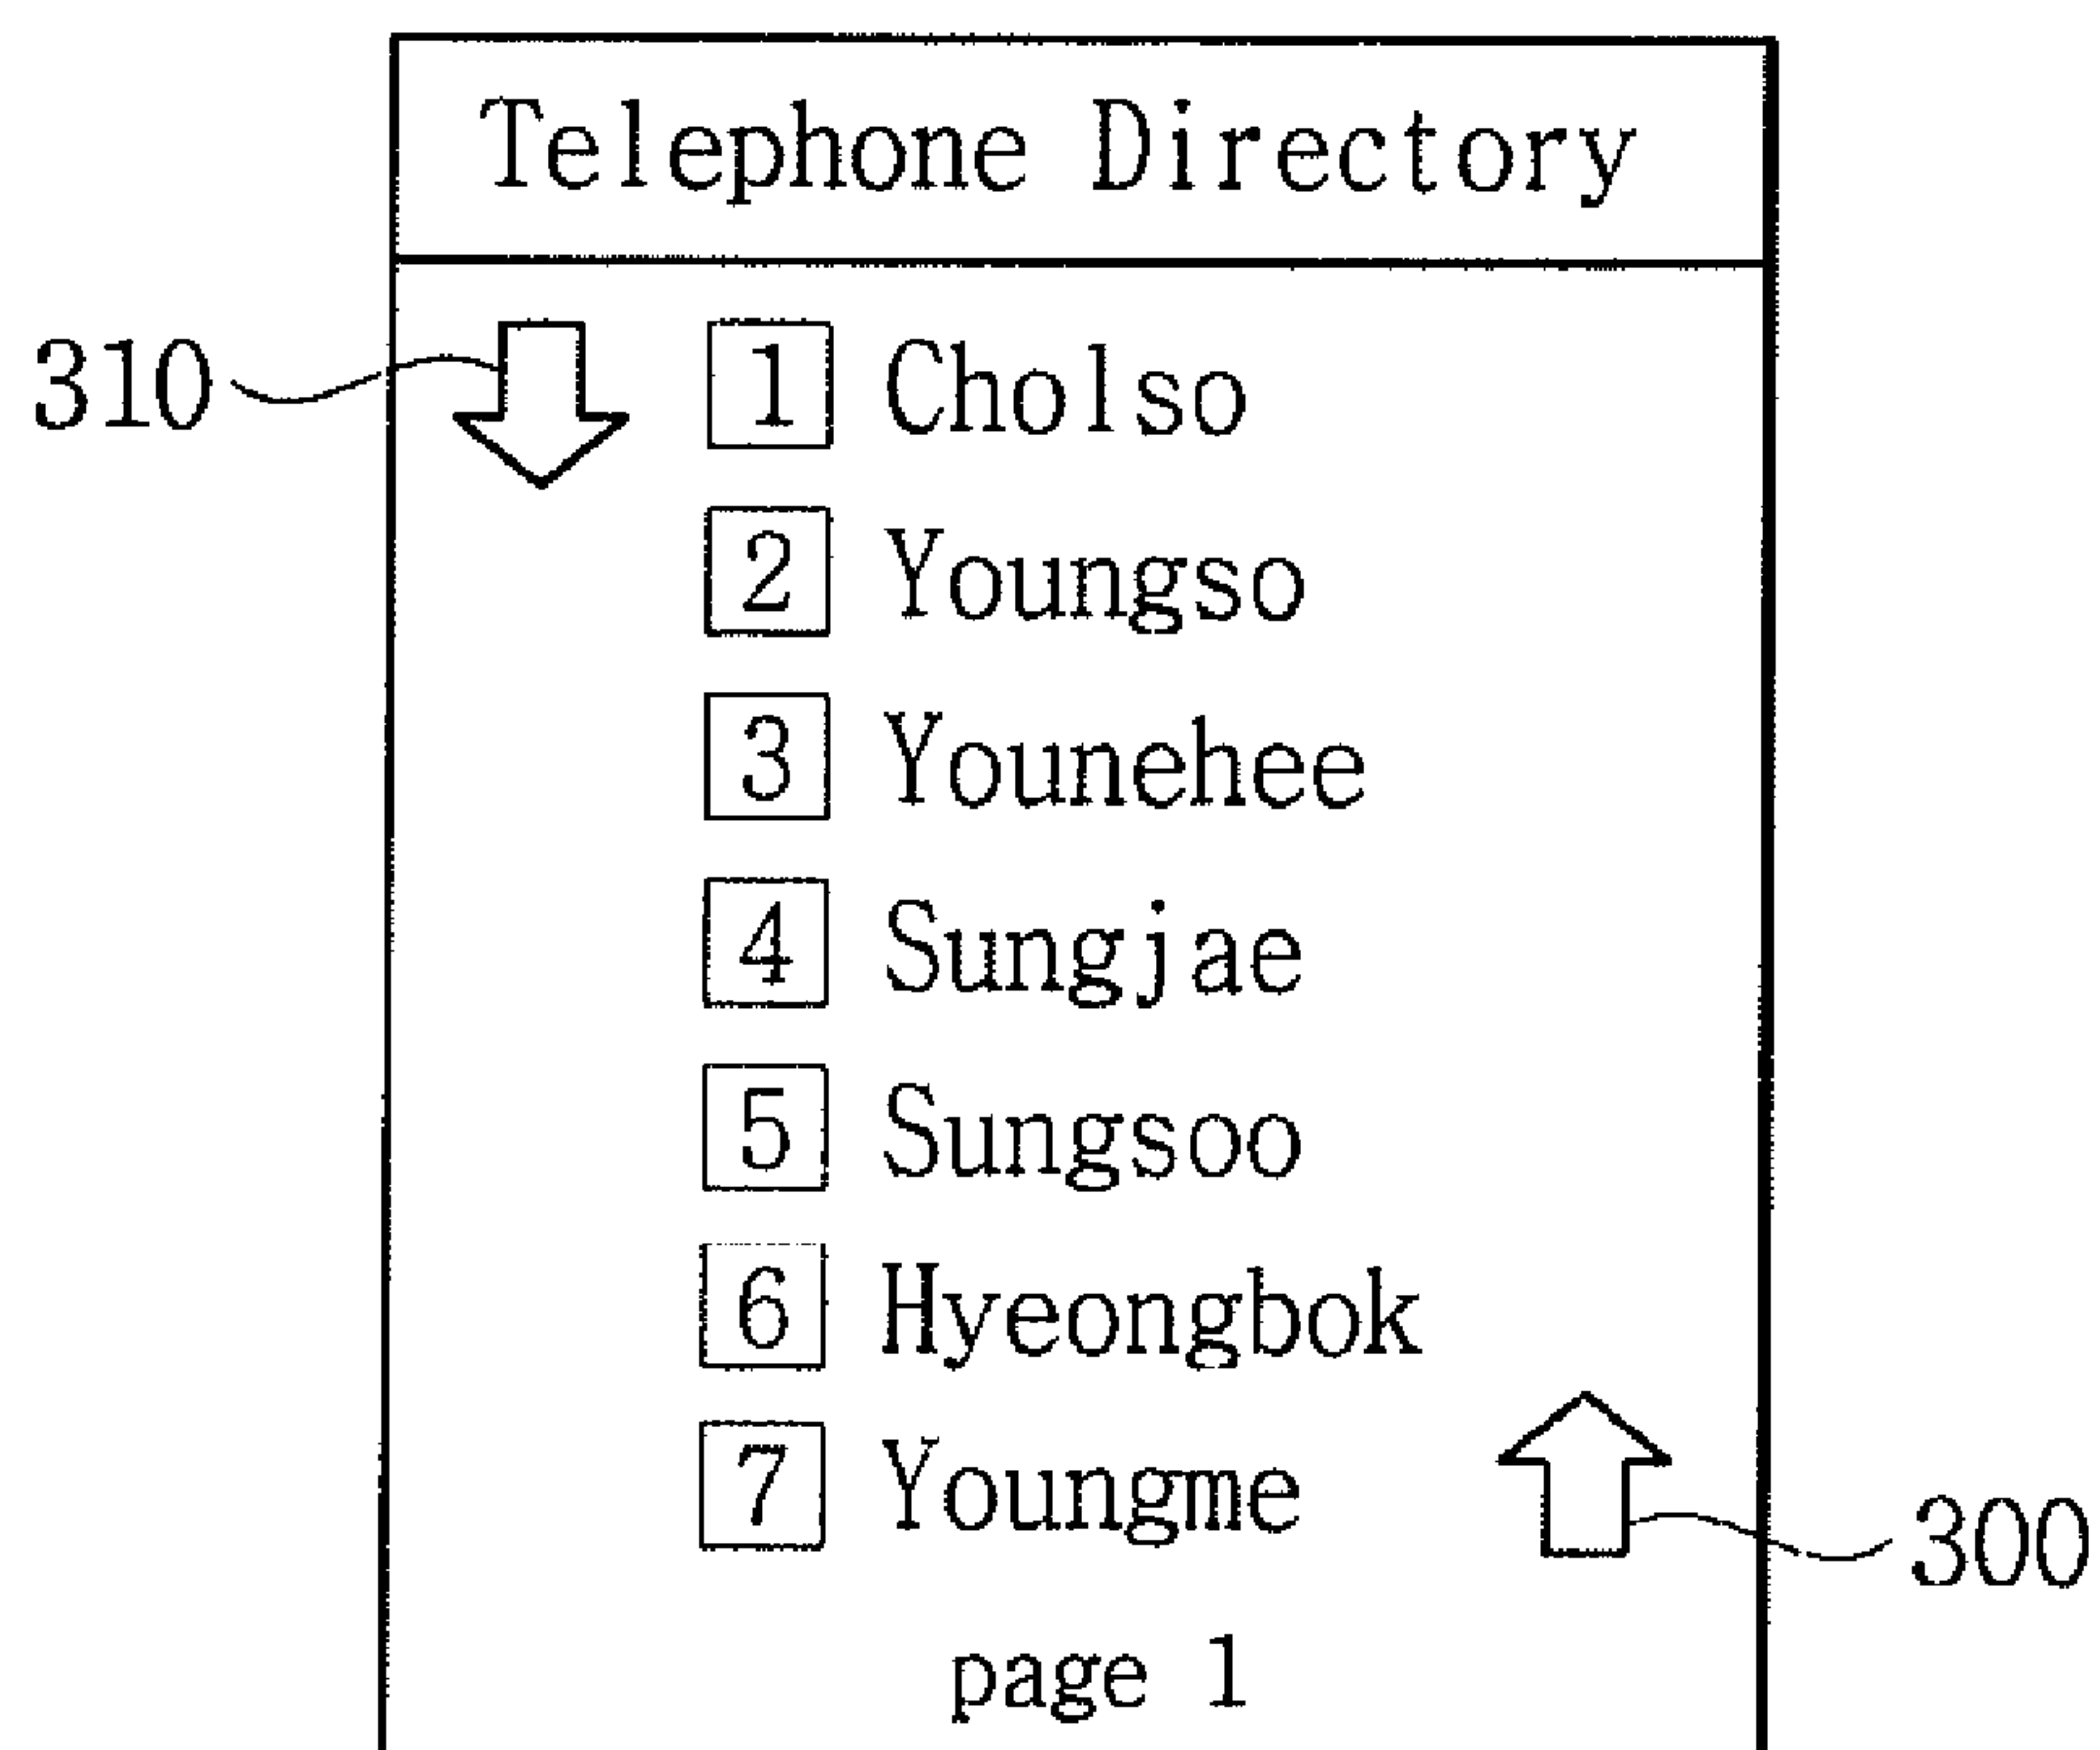 Telephone Directory
310
1 Cholso
2 Youngso
3 Younehee
4 Sungjae
5 Sungsoo
6 Hyeongbok
7 Youngme
300
page 1